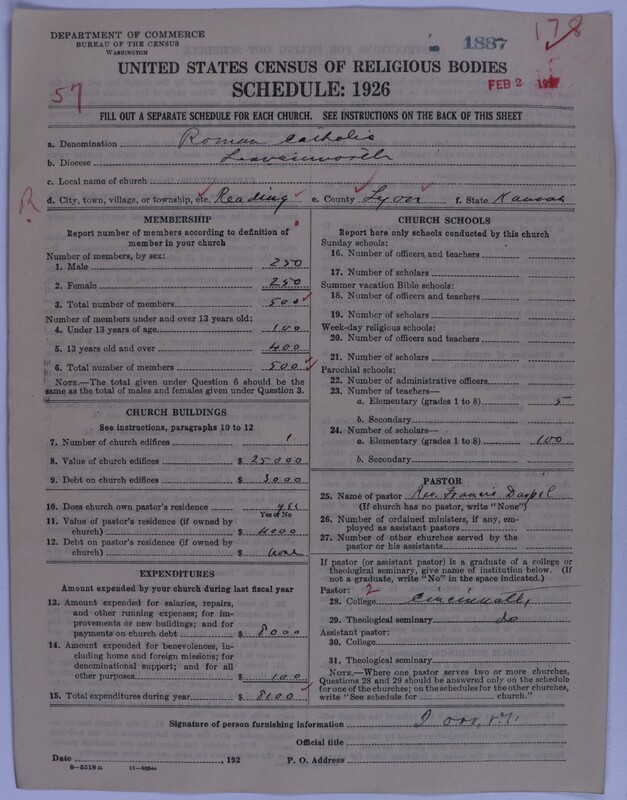 178
DEPARTMENT OF COMMERCE
BUREAU OF THE CENSUS
WASHINGTON
1887
UNITED STATES CENSUS OF RELIGIOUS BODIES
SCHEDULE: 1926
57
FEB 2 1927
FILL OUT A SEPARATE SCHEDULE FOR EACH CHURCH. SEE INSTRUCTIONS ON THE BACK OF THIS SHEET
a. Denomination Roman Catholic
b. Diocese Leavenworth
c. Local name of church
R
d. City, town, village, or township, etc. Reading e. County Lyon f. State Kansas
MEMBERSHIP
Report number of members according to definition of
member in your church
Number of members, by sex:
1. Male 250
2. Female 250
3. Total number of members 500
Number of members under and over 13 years old:
4. Under 13 years of age 100
5. 13 years old and over 400
6. Total number of members 500
NOTE.—The total given under Question 6 should be the
same as the total of males and females given under Question 3.
CHURCH BUILDINGS
See instructions, paragraphs 10 to 12
7. Number of church edifices 1
8. Value of church edifices $ 25000
9. Debt on church edifices $ 3000
10. Does church own pastor's residence yes
Yes or No
11. Value of pastor's residence (if owned by
church) $ 4000
12. Debt on pastor's residence (if owned by
church) $ none
EXPENDITURES
Amount expended by your church during last fiscal year
13. Amount expended for salaries, repairs,
and other running expenses; for im-
provements or new buildings; and for
payments on church debt $ 8000
14. Amount expended for benevolences, in-
cluding home and foreign missions; for
denominational support; and for all
other purposes $ 100
15. Total expenditures during year $ 8100
CHURCH SCHOOLS
Report here only schools conducted by this church
Sunday schools:
16. Number of officers and teachers
17. Number of scholars
Summer vacation Bible schools:
18. Number of officers and teachers
19. Number of scholars
Week-day religious schools:
20. Number of officers and teachers
21. Number of scholars
Parochial schools:
22. Number of administrative officers
23. Number of teachers—
a. Elementary (grades 1 to 8) 5
b. Secondary
24. Number of scholars—
a. Elementary (grades 1 to 8) 100
b. Secondary
PASTOR
25. Name of pastor Rev. Francis
(If church has no pastor, write "None")
26. Number of ordained ministers, if any, em-
ployed as assistant pastors
27. Number of other churches served by the
pastor or his assistants
If pastor (or assistant pastor) is a graduate of a college or
theological seminary, give name of institution below. (If
not a graduate, write "No" in the space indicated.)
Pastor: 2
28. College Cincinnati
29. Theological seminary do
Assistant pastor:
30. College
31. Theological seminary
NOTE.—Where one pastor serves two or more churches,
Questions 28 and 29 should be answered only on the schedule
for one of the churches; on the schedules for the other churches,
write "See schedule for church."
Signature of person furnishing information
Official title
Date , 192 P. O. Address
8—5318a 11—9354a